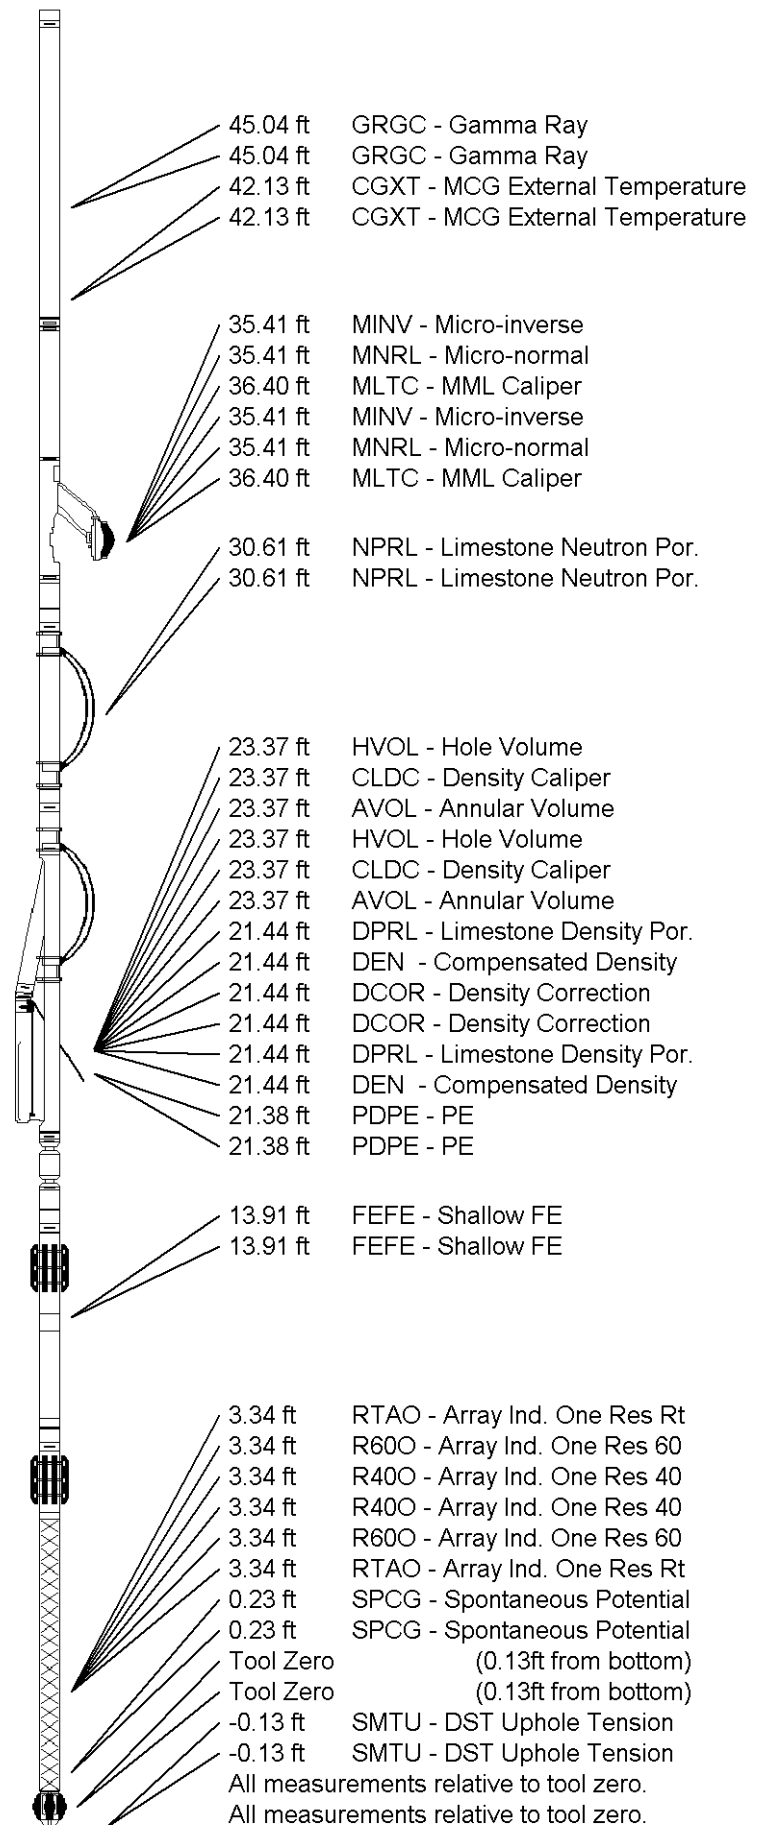 45.04 ft GRGC - Gamma Ray
45.04 ft GRGC - Gamma Ray
42.13 ft CGXT - MCG External Temperature
42.13 ft CGXT - MCG External Temperature
35.41 ft MINV - Micro-inverse
35.41 ft MNRL - Micro-normal
36.40 ft MLTC - MML Caliper
35.41 ft MINV - Micro-inverse
35.41 ft MNRL - Micro-normal
36.40 ft MLTC - MML Caliper
30.61 ft NPRL - Limestone Neutron Por.
30.61 ft NPRL - Limestone Neutron Por.
23.37 ft HVOL - Hole Volume
23.37 ft CLDC - Density Caliper
23.37 ft AVOL - Annular Volume
23.37 ft HVOL - Hole Volume
23.37 ft CLDC - Density Caliper
23.37 ft AVOL - Annular Volume
21.44 ft DPRL - Limestone Density Por.
21.44 ft DEN - Compensated Density
21.44 ft DCOR - Density Correction
21.44 ft DCOR - Density Correction
21.44 ft DPRL - Limestone Density Por.
21.44 ft DEN - Compensated Density
21.38 ft PDPE - PE
21.38 ft PDPE - PE
13.91 ft FEFE - Shallow FE
13.91 ft FEFE - Shallow FE
3.34 ft RTAO - Array Ind. One Res Rt
3.34 ft R60O - Array Ind. One Res 60
3.34 ft R40O - Array Ind. One Res 40
3.34 ft R40O - Array Ind. One Res 40
3.34 ft R60O - Array Ind. One Res 60
3.34 ft RTAO - Array Ind. One Res Rt
0.23 ft SPCG - Spontaneous Potential
0.23 ft SPCG - Spontaneous Potential
Tool Zero (0.13ft from bottom)
Tool Zero (0.13ft from bottom)
-0.13 ft SMTU - DST Uphole Tension
-0.13 ft SMTU - DST Uphole Tension
All measurements relative to tool zero.
All measurements relative to tool zero.